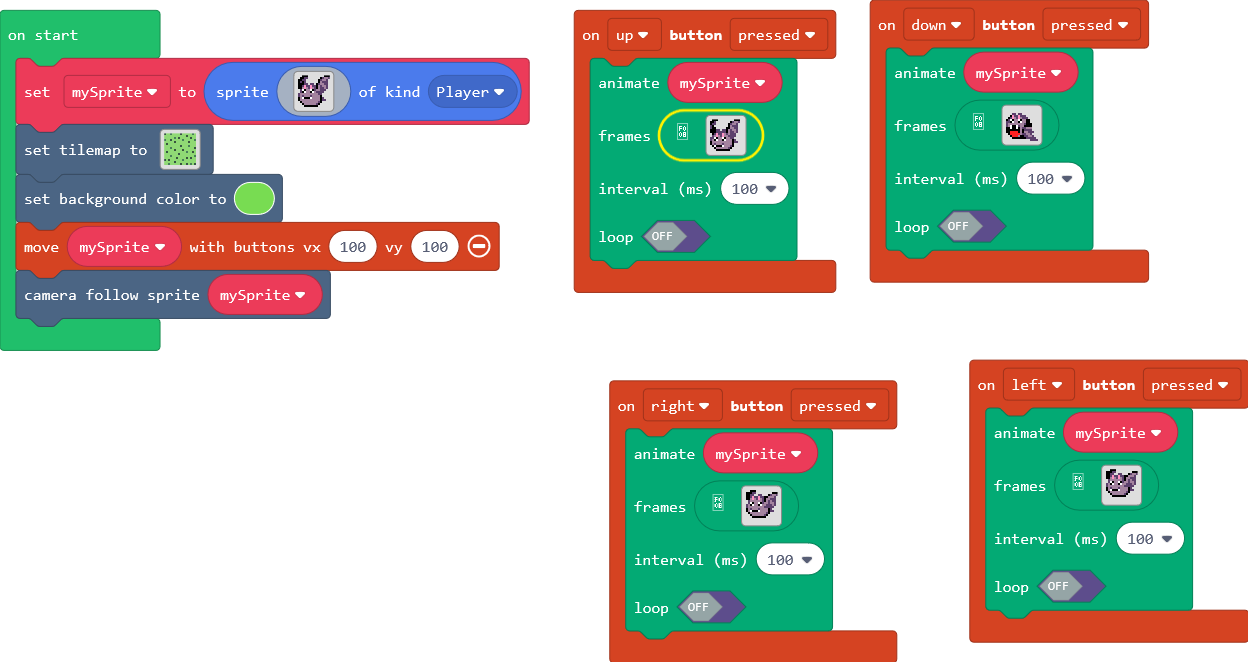 on start
set mySprite to sprite of kind Player
set tilemap to
set background color to
move mySprite with buttons vx 100 vy 100
camera follow sprite mySprite
on up button pressed
animate mySprite
frames
interval (ms) 100
loop OFF
on down button pressed
animate mySprite
frames
interval (ms) 100
loop OFF
on right button pressed
animate mySprite
frames
interval (ms) 100
loop OFF
on left button pressed
animate mySprite
frames
interval (ms) 100
loop OFF